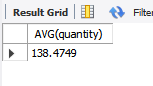 Result Grid Filter
AVG(quantity)
138.4749